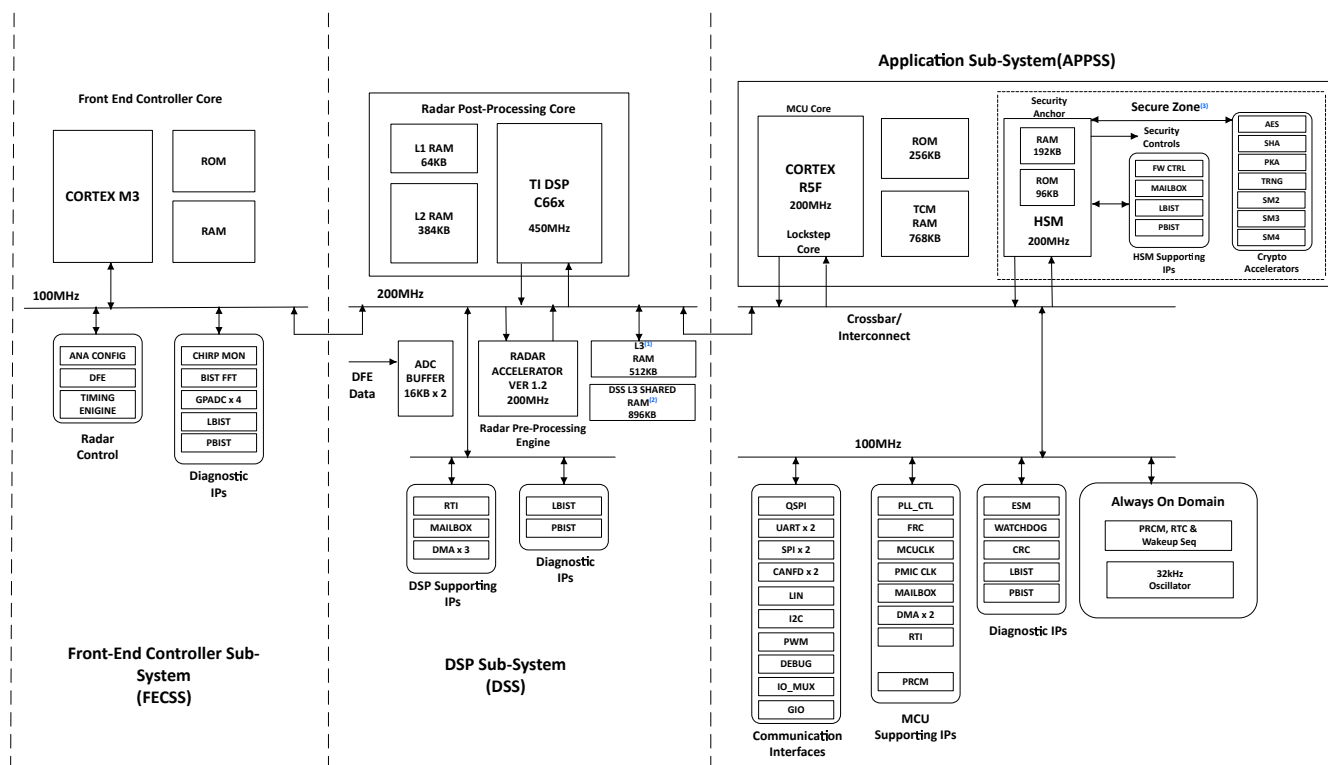 Application Sub-System(APPSS)
Front End Controller Core
CORTEX M3
ROM
RAM
100MHz
ANA CONFIG
DFE
TIMING
ENIGINE
Radar
Control
CHIRP MON
BIST FFT
GPADC x 4
LBIST
PBIST
Diagnostic
IPs
Front-End Controller Sub-
System
(FECSS)
Radar Post-Processing Core
L1 RAM
64KB
L2 RAM
384KB
TI DSP
C66x
450MHz
200MHz
DFE
Data
ADC
BUFFER
16KB x 2
RADAR
ACCELERATOR
VER 1.2
200MHz
Radar Pre-Processing
Engine
L3(1)
RAM
512KB
DSS L3 SHARED
RAM(2)
896KB
RTI
MAILBOX
DMA x 3
DSP Supporting
IPs
LBIST
PBIST
Diagnostic
IPs
DSP Sub-System
(DSS)
MCU Core
CORTEX
R5F
200MHz
Lockstep
Core
ROM
256KB
TCM
RAM
768KB
Security
Anchor
RAM
192KB
ROM
96KB
HSM
200MHz
Secure Zone(3)
Security
Controls
FW CTRL
MAILBOX
LBIST
PBIST
HSM Supporting
IPs
AES
SHA
PKA
TRNG
SM2
SM3
SM4
Crypto
Accelerators
Crossbar/
Interconnect
100MHz
QSPI
UART x 2
SPI x 2
CANFD x 2
LIN
I2C
PWM
DEBUG
IO_MUX
GIO
Communication
Interfaces
PLL_CTL
FRC
MCUCLK
PMIC CLK
MAILBOX
DMA x 2
RTI
PRCM
MCU
Supporting IPs
ESM
WATCHDOG
CRC
LBIST
PBIST
Diagnostic IPs
Always On Domain
PRCM, RTC &
Wakeup Seq
32kHz
Oscillator